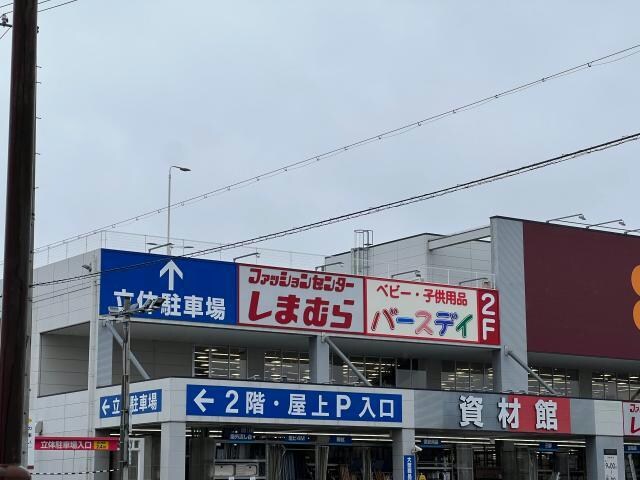 ↑
立体駐車場
ファッションセンター
しまむら
ベビー・子供用品
バースデイ
2F
←立体駐車場
←2階・屋上P入口
資材館
立体駐車場入口